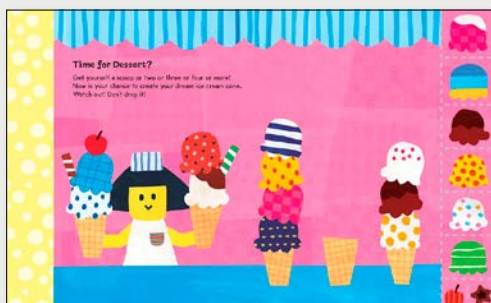 Time for Dessert?
Get yourself a scoop or two or three or four or more!
Now is your chance to create your dream ice cream cone.
Watch out! Don't drop it!